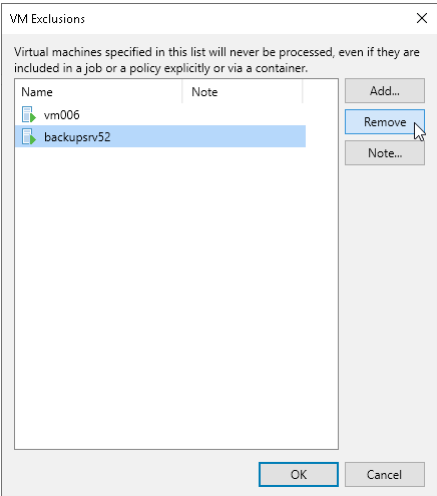 VM Exclusions
Virtual machines specified in this list will never be processed, even if they are
included in a job or a policy explicitly or via a container.
Name Note
vm006
backupsrv52
Add...
Remove
Note...
OK Cancel